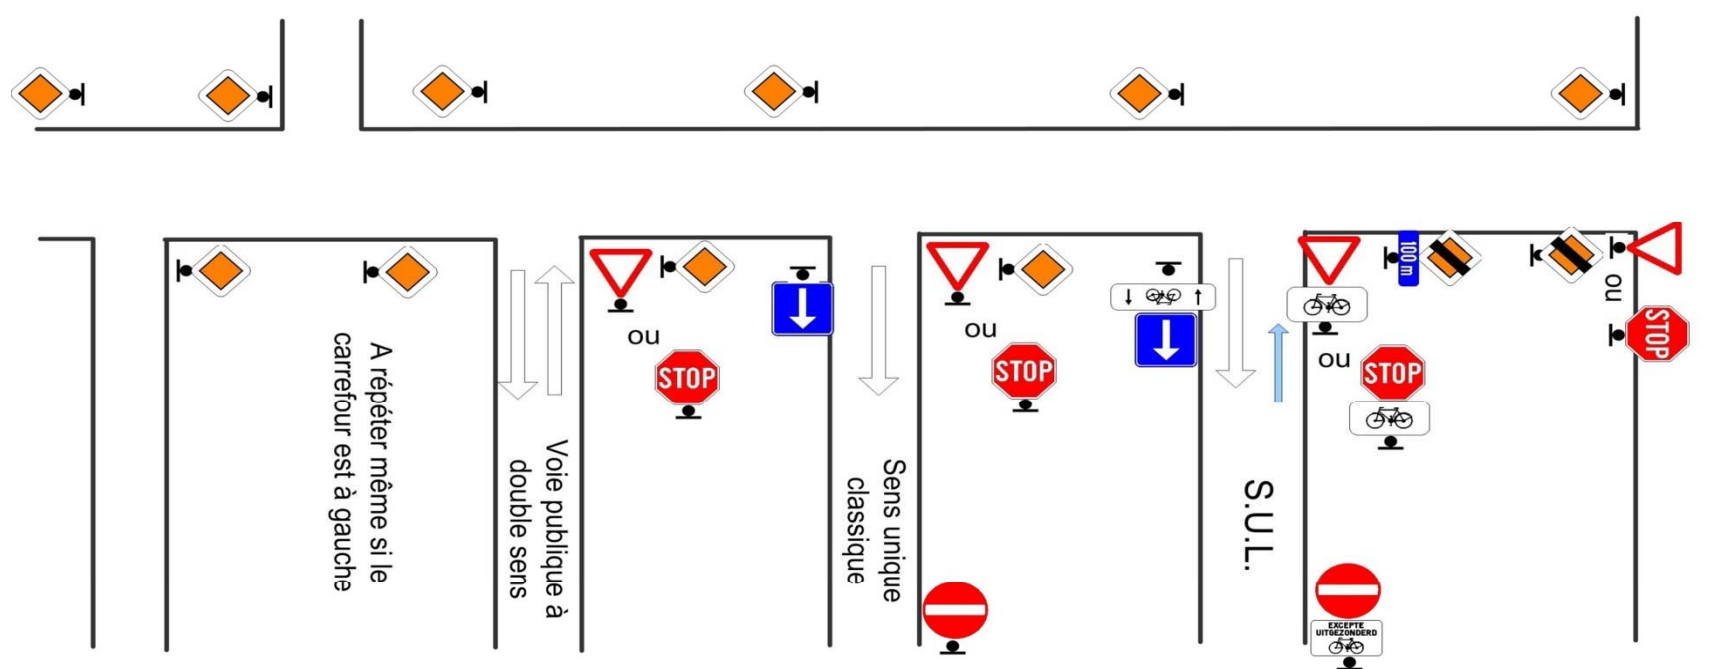 100 m
ou
STOP
ou
STOP
ou
STOP
ou
STOP
A répéter même si le
carrefour est à gauche
Voie publique à
double sens
Sens unique
classique
S.U.L.
EXCEPTE
UITGEZONDERD